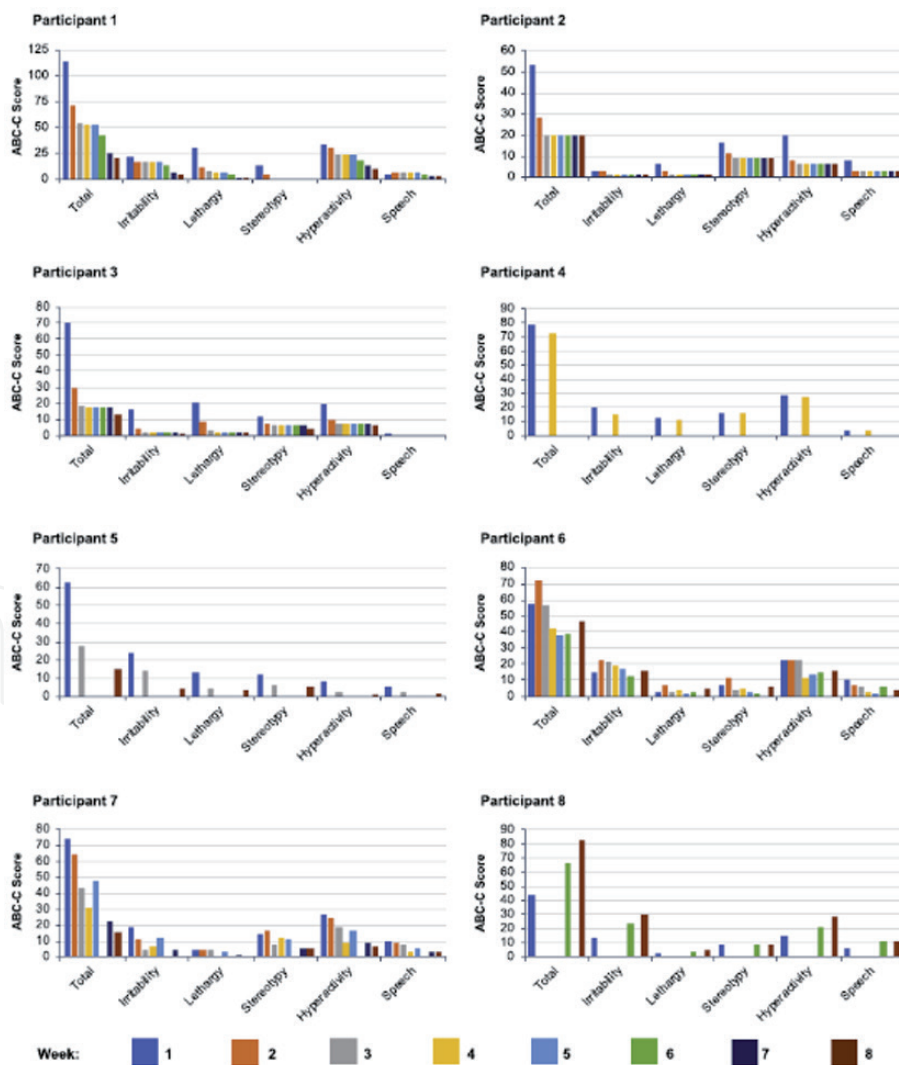 Participant 1
ABC-C Score
125
100
75
50
25
0
Total
Irritability
Lethargy
Stereotypy
Hyperactivity
Speech
Participant 2
ABC-C Score
60
50
40
30
20
10
0
Total
Irritability
Lethargy
Stereotypy
Hyperactivity
Speech
Participant 3
ABC-C Score
80
70
60
50
40
30
20
10
0
Total
Irritability
Lethargy
Stereotypy
Hyperactivity
Speech
Participant 4
ABC-C Score
90
80
70
60
50
40
30
20
10
0
Total
Irritability
Lethargy
Stereotypy
Hyperactivity
Speech
Participant 5
ABC-C Score
70
60
50
40
30
20
10
0
Total
Irritability
Lethargy
Stereotypy
Hyperactivity
Speech
Participant 6
ABC-C Score
80
70
60
50
40
30
20
10
0
Total
Irritability
Lethargy
Stereotypy
Hyperactivity
Speech
Participant 7
ABC-C Score
80
70
60
50
40
30
20
10
0
Total
Irritability
Lethargy
Stereotypy
Hyperactivity
Speech
Participant 8
ABC-C Score
90
80
70
60
50
40
30
20
10
0
Total
Irritability
Lethargy
Stereotypy
Hyperactivity
Speech
Week: 1 2 3 4 5 6 7 8